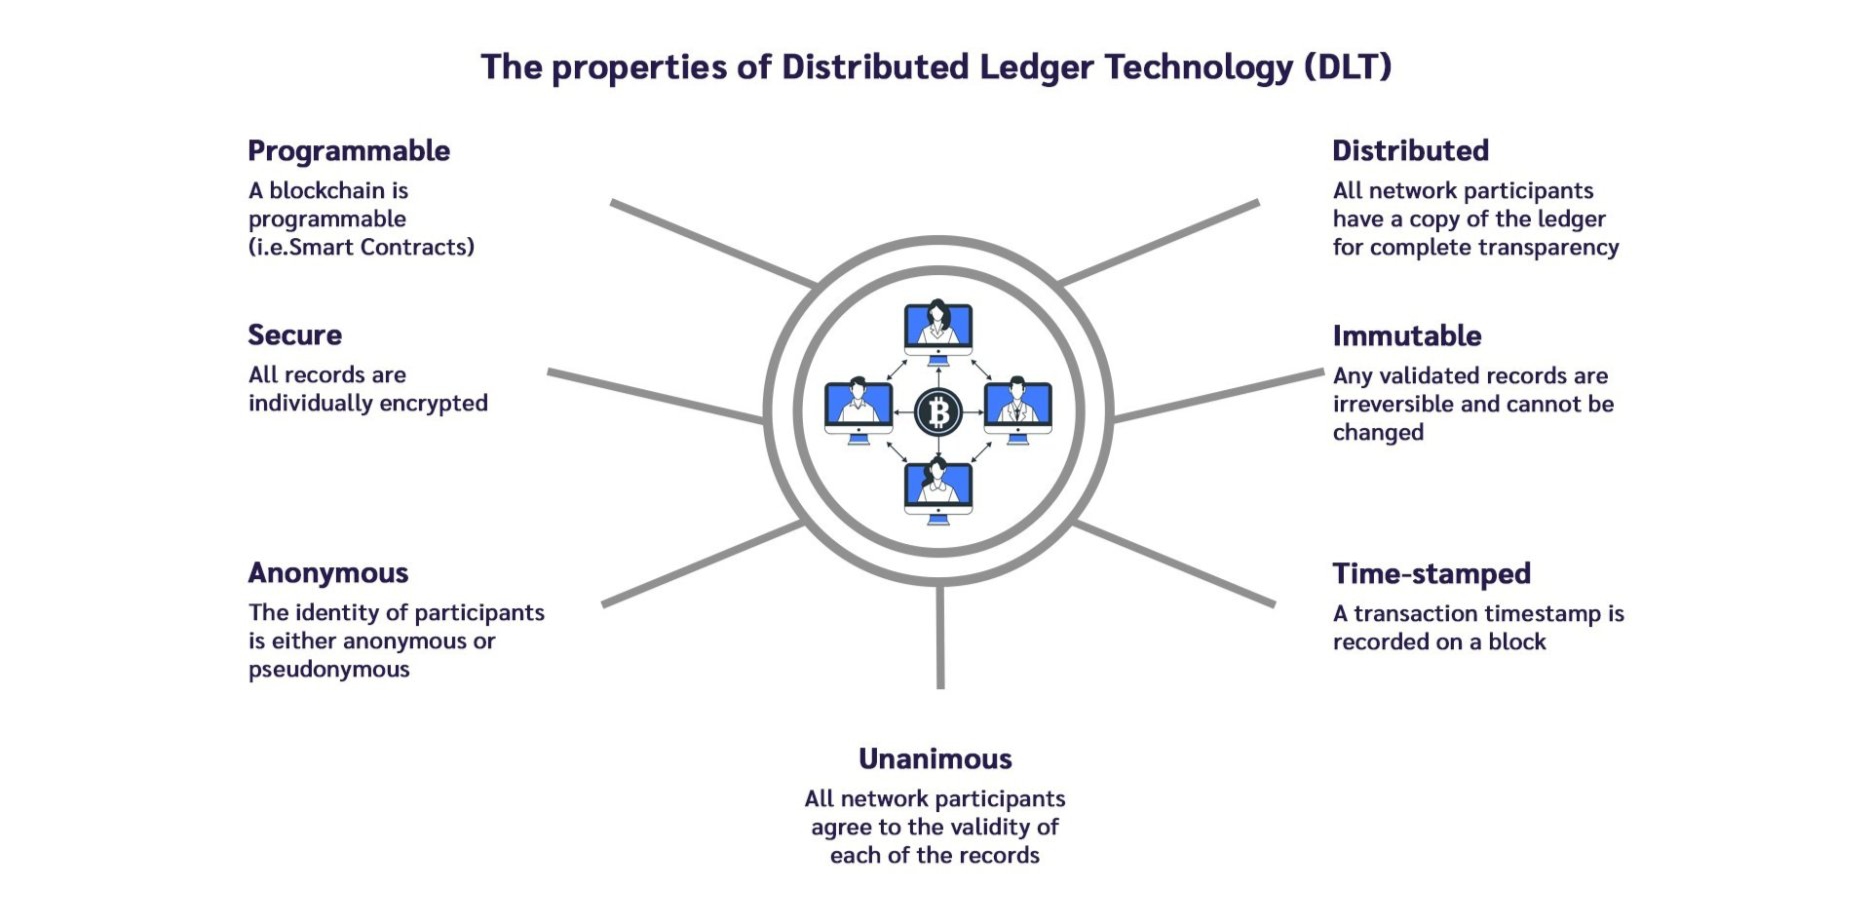 The properties of Distributed Ledger Technology (DLT)
Programmable
A blockchain is
programmable
(i.e.Smart Contracts)
Secure
All records are
individually encrypted
Anonymous
The identity of participants
is either anonymous or
pseudonymous
Distributed
All network participants
have a copy of the ledger
for complete transparency
Immutable
Any validated records are
irreversible and cannot be
changed
Time-stamped
A transaction timestamp is
recorded on a block
Unanimous
All network participants
agree to the validity of
each of the records